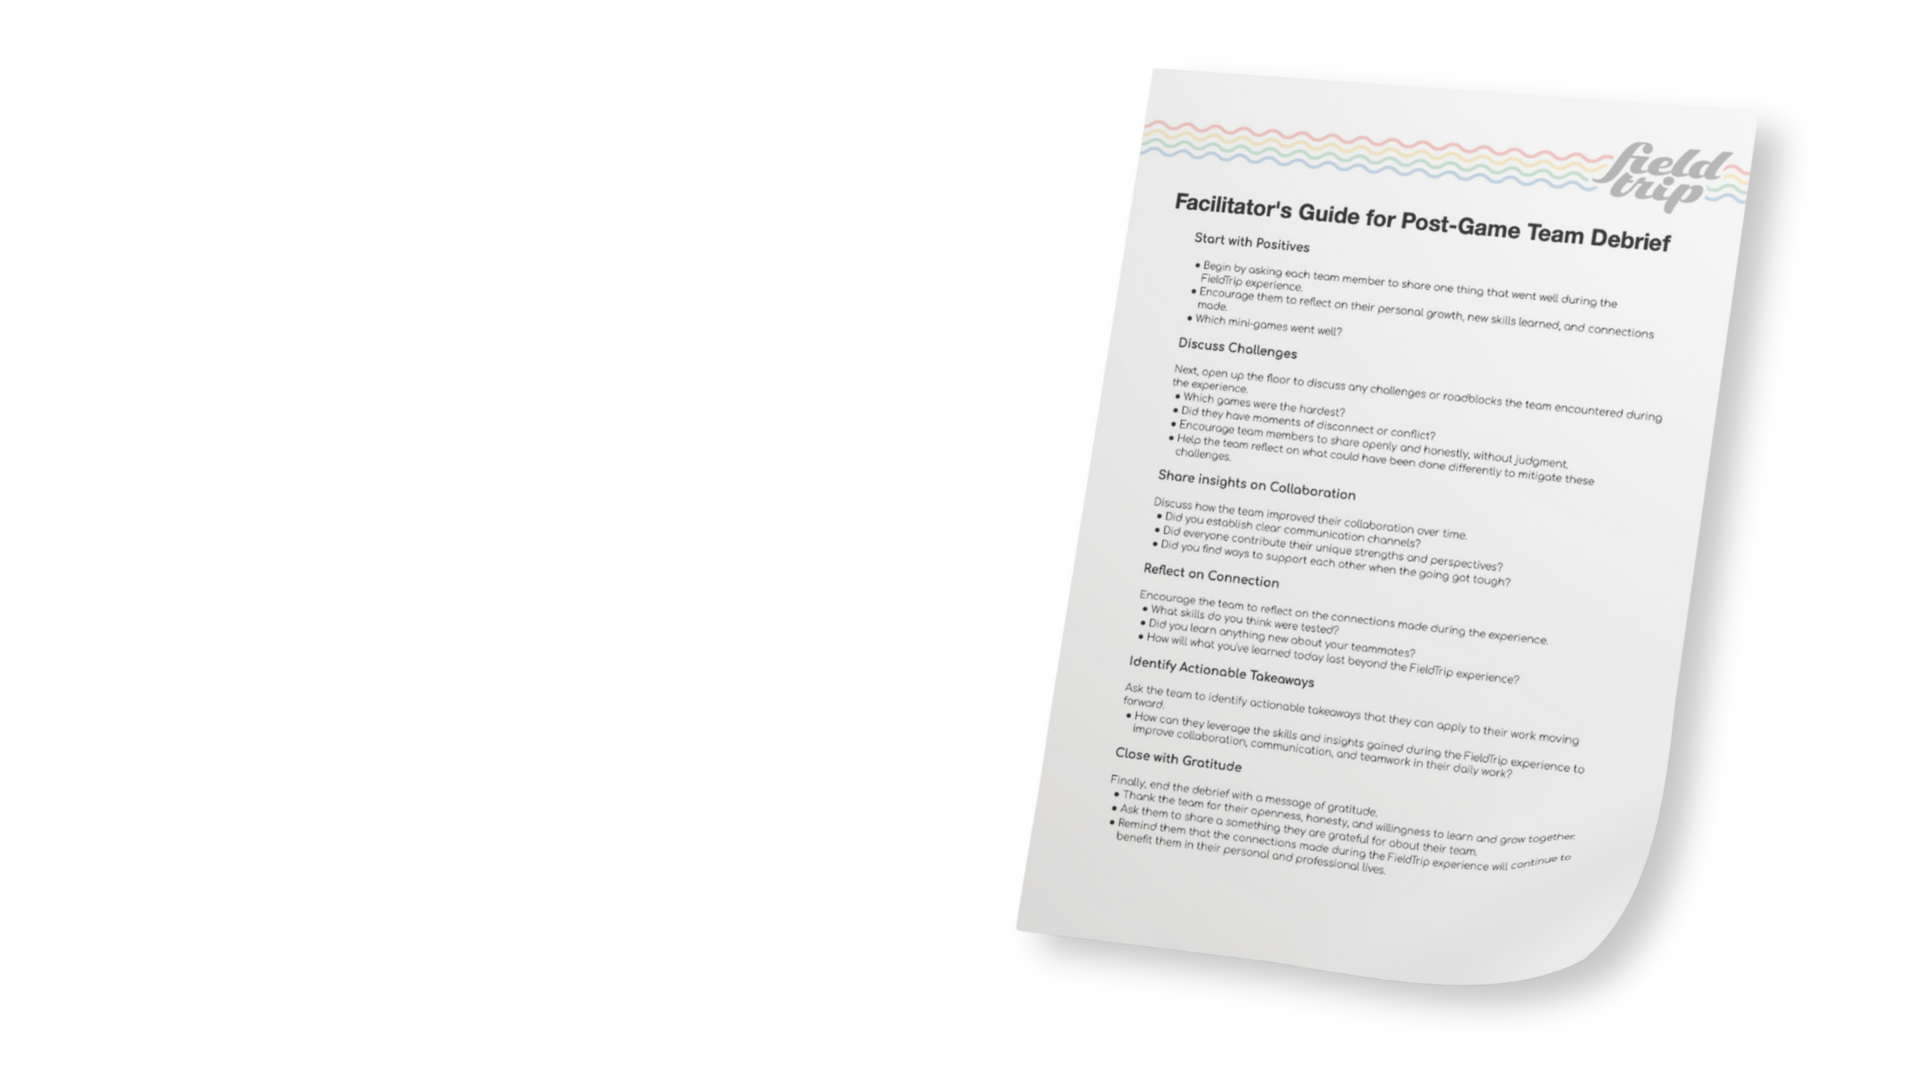 field
trip
Facilitator's Guide for Post-Game Team Debrief
Start with Positives
• Begin by asking each team member to share one thing that went well during the
FieldTrip experience.
• Encourage them to reflect on their personal growth, new skills learned, and connections
made.
• Which mini-games went well?
Discuss Challenges
Next, open up the floor to discuss any challenges or roadblocks the team encountered during
the experience.
• Which games were the hardest?
• Did they have moments of disconnect or conflict?
• Encourage team members to share openly and honestly, without judgment.
• Help the team reflect on what could have been done differently to mitigate these
challenges.
Share insights on Collaboration
Discuss how the team improved their collaboration over time.
• Did you establish clear communication channels?
• Did everyone contribute their unique strengths and perspectives?
• Did you find ways to support each other when the going got tough?
Reflect on Connection
Encourage the team to reflect on the connections made during the experience.
• What skills do you think were tested?
• Did you learn anything new about your teammates?
• How will what you've learned today last beyond the FieldTrip experience?
Identify Actionable Takeaways
Ask the team to identify actionable takeaways that they can apply to their work moving
forward.
• How can they leverage the skills and insights gained during the FieldTrip experience to
improve collaboration, communication, and teamwork in their daily work?
Close with Gratitude
Finally, end the debrief with a message of gratitude.
• Thank the team for their openness, honesty, and willingness to learn and grow together.
• Ask them to share a something they are grateful for about their team.
• Remind them that the connections made during the FieldTrip experience will continue to
benefit them in their personal and professional lives.